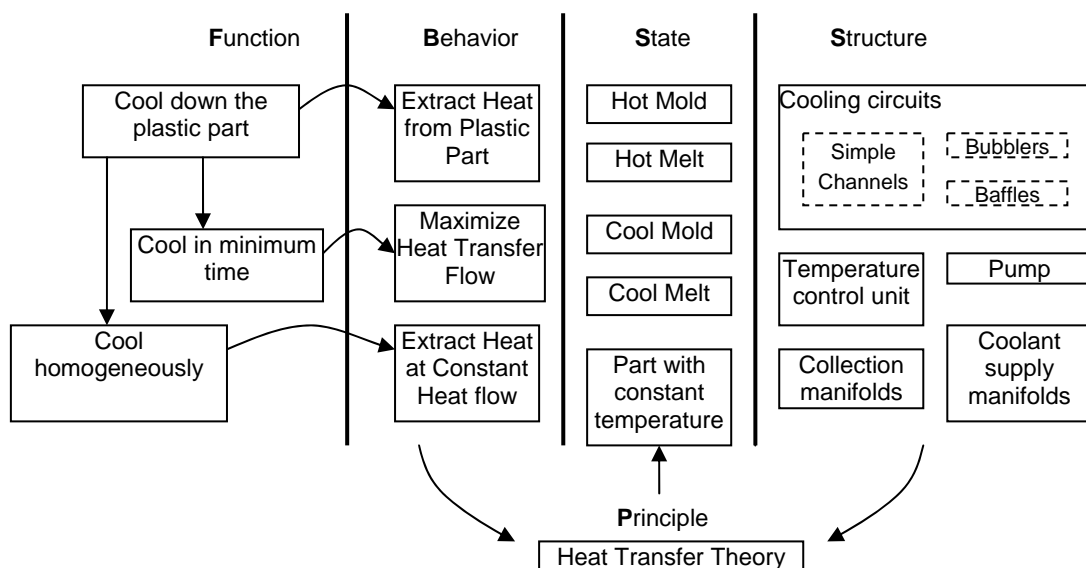 Function
Behavior
State
Structure
Cool down the
plastic part
Cool in minimum
time
Cool
homogeneously
Extract Heat
from Plastic
Part
Maximize
Heat Transfer
Flow
Extract Heat
at Constant
Heat flow
Hot Mold
Hot Melt
Cool Mold
Cool Melt
Part with
constant
temperature
Cooling circuits
Simple
Channels
Bubblers
Baffles
Temperature
control unit
Pump
Collection
manifolds
Coolant
supply
manifolds
Principle
Heat Transfer Theory